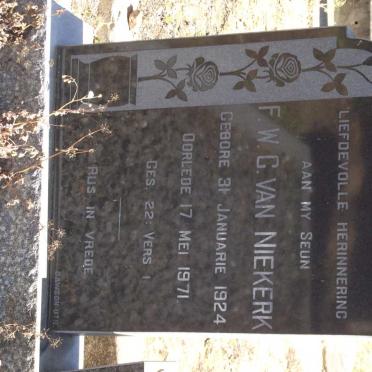 LIEFDEVOLLE HERINNERING
AAN MY SEUN
F. W. G. VAN NIEKERK
GEBORE 31 JANUARIE 1924
OORLEDE 17 MEI 1971
GES. 22: VERS 1
RUS IN VREDE